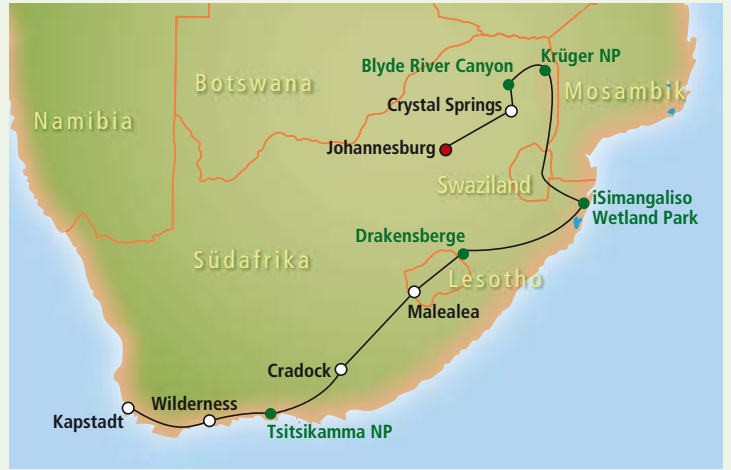 Krüger NP
Blyde River Canyon
Botswana
Mosambik
Crystal Springs
Namibia
Johannesburg
Swaziland
iSimangaliso
Wetland Park
Drakensberge
Südafrika
Lesotho
Malealea
Cradock
Wilderness
Kapstadt
Tsitsikamma NP